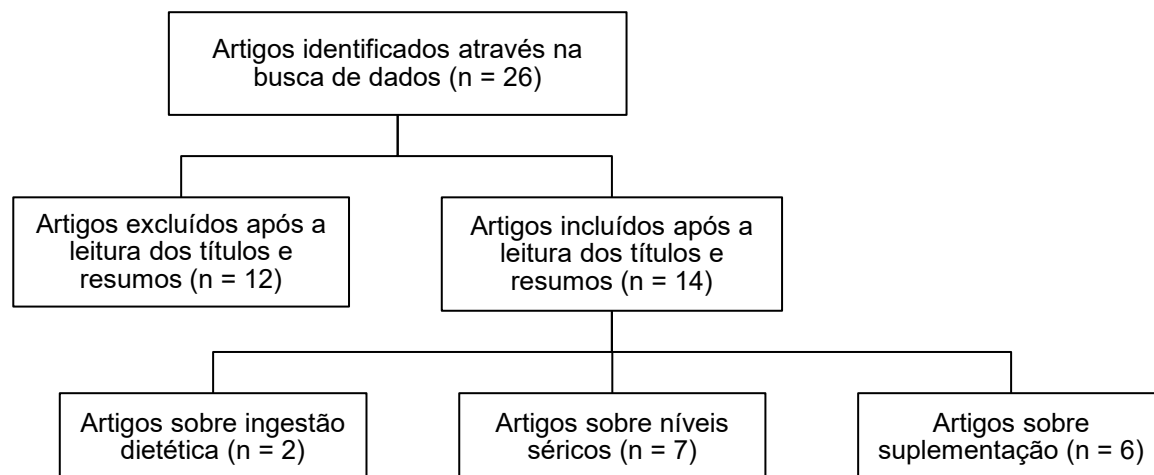 Artigos identificados através na
busca de dados (n = 26)
Artigos excluídos após a
leitura dos títulos e
resumos (n = 12)
Artigos incluídos após a
leitura dos títulos e
resumos (n = 14)
Artigos sobre ingestão
dietética (n = 2)
Artigos sobre níveis
séricos (n = 7)
Artigos sobre
suplementação (n = 6)